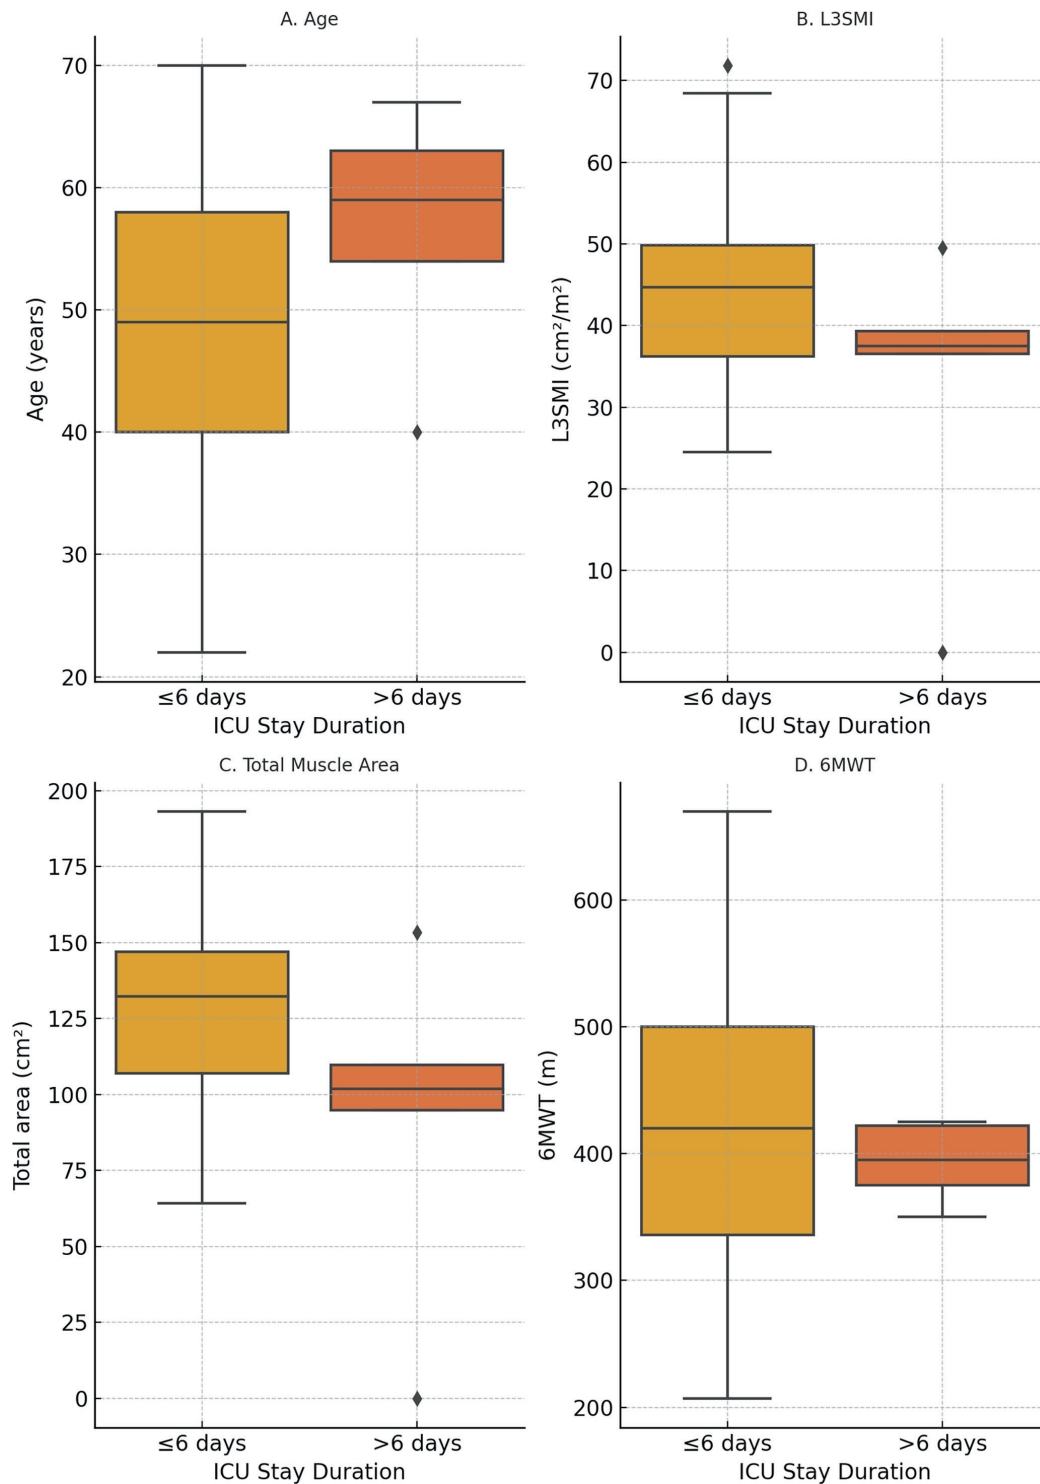 A. Age
Age (years)
70
60
50
40
30
20
≤6 days
>6 days
ICU Stay Duration
B. L3SMI
L3SMI (cm²/m²)
70
60
50
40
30
20
10
0
≤6 days
>6 days
ICU Stay Duration
C. Total Muscle Area
Total area (cm²)
200
175
150
125
100
75
50
25
0
≤6 days
>6 days
ICU Stay Duration
D. 6MWT
6MWT (m)
600
500
400
300
200
≤6 days
>6 days
ICU Stay Duration